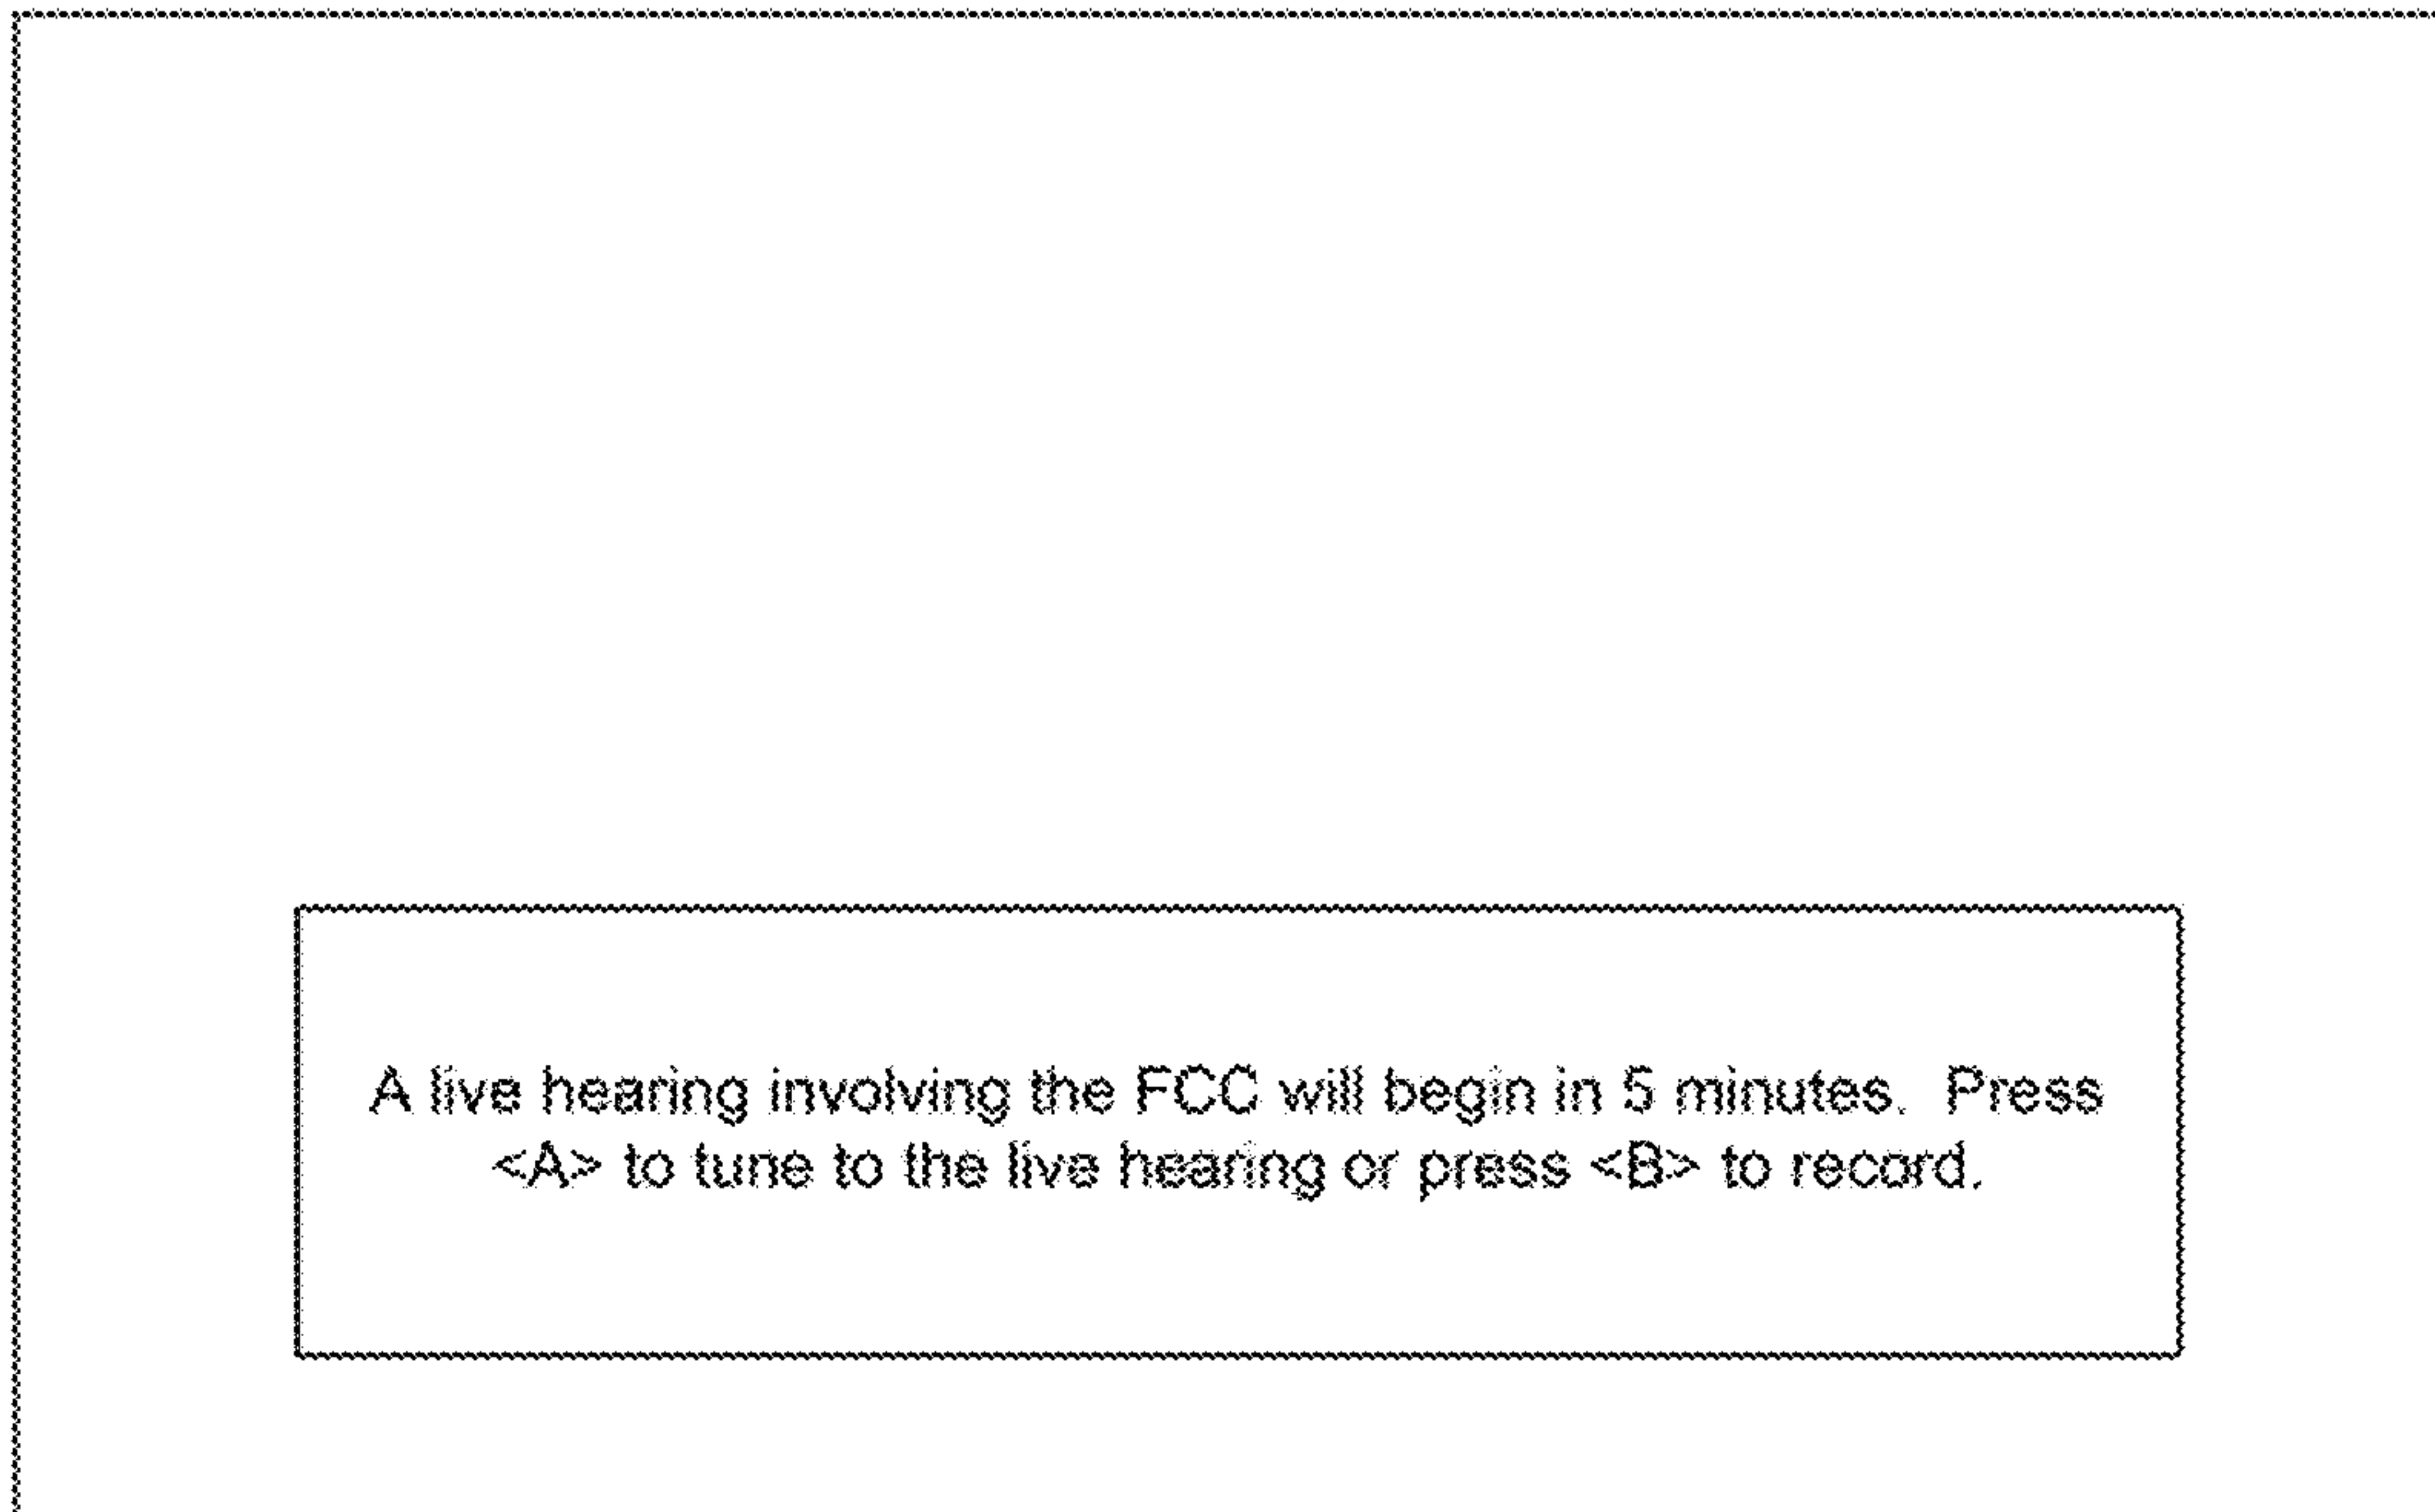 A live hearing involving the FCC will begin in 5 minutes.  Press
<A> to tune to the live hearing or press <B> to record.